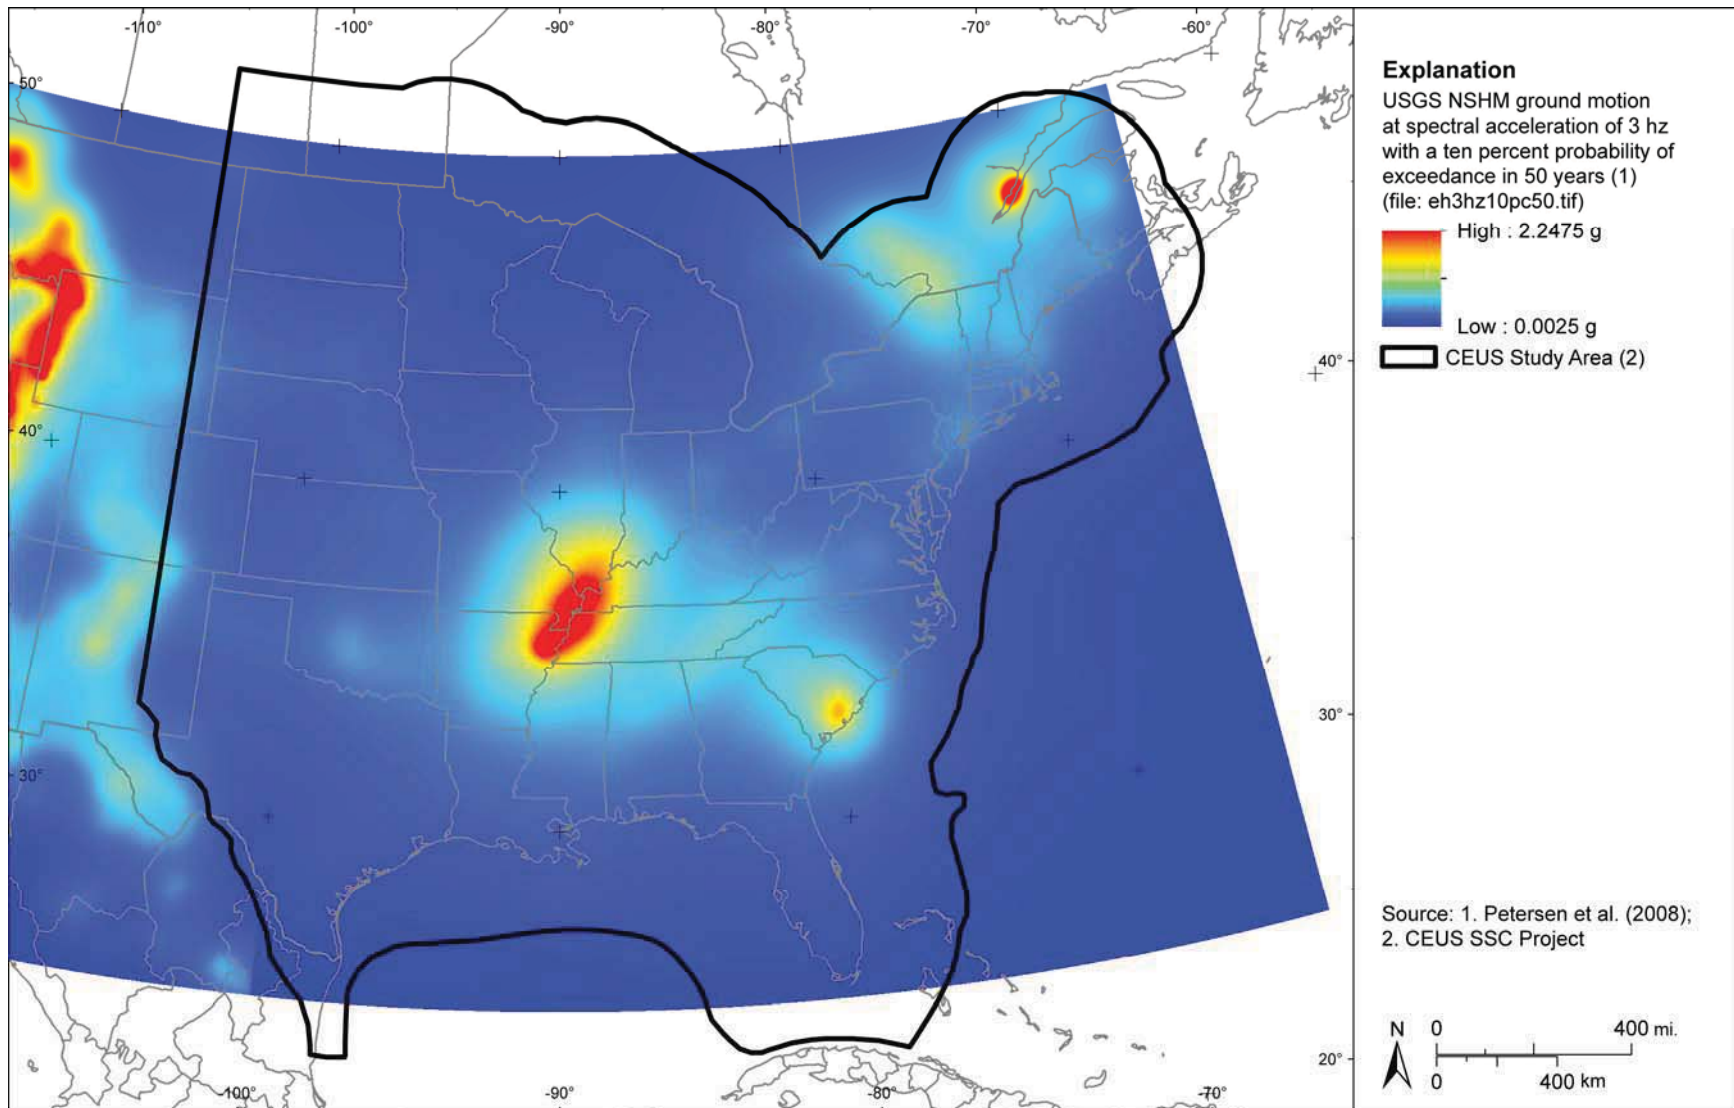 -110° -100° -90° -80° -70° -60°
50°
40°
30°
40°
30°
20°
-100° -90° -80° -70°
Explanation
USGS NSHM ground motion
at spectral acceleration of 3 hz
with a ten percent probability of
exceedance in 50 years (1)
(file: eh3hz10pc50.tif)
High : 2.2475 g
Low : 0.0025 g
CEUS Study Area (2)
Source: 1. Petersen et al. (2008);
2. CEUS SSC Project
N 0 400 mi.
0 400 km